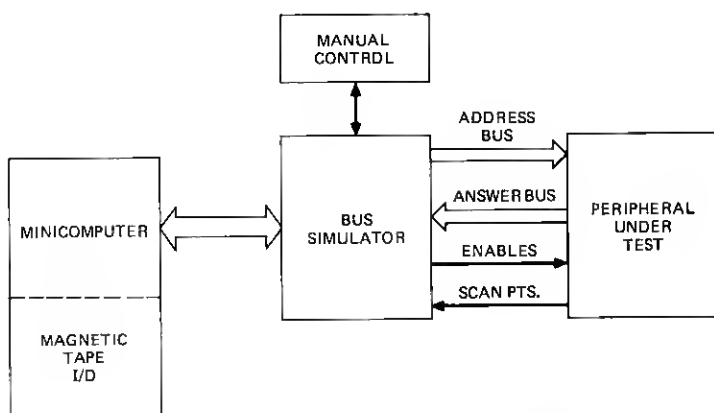 MANUAL
CONTRDL
ADDRESS
BUS
MINICOMPUTER
BUS
SIMULATOR
ANSWER BUS
PERIPHERAL
UNDER
TEST
ENABLES
SCAN PTS.
MAGNETIC
TAPE
I/D